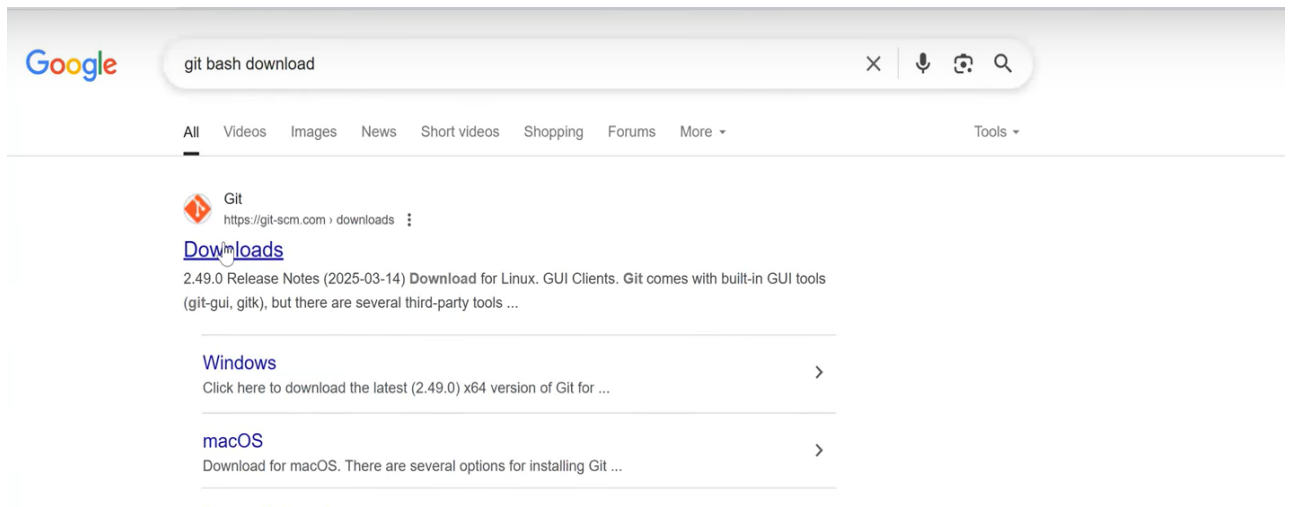 Google
git bash download
All Videos Images News Short videos Shopping Forums More Tools
Git
https://git-scm.com › downloads
Downloads
2.49.0 Release Notes (2025-03-14) Download for Linux. GUI Clients. Git comes with built-in GUI tools
(git-gui, gitk), but there are several third-party tools ...
Windows
Click here to download the latest (2.49.0) x64 version of Git for ...
macOS
Download for macOS. There are several options for installing Git ...